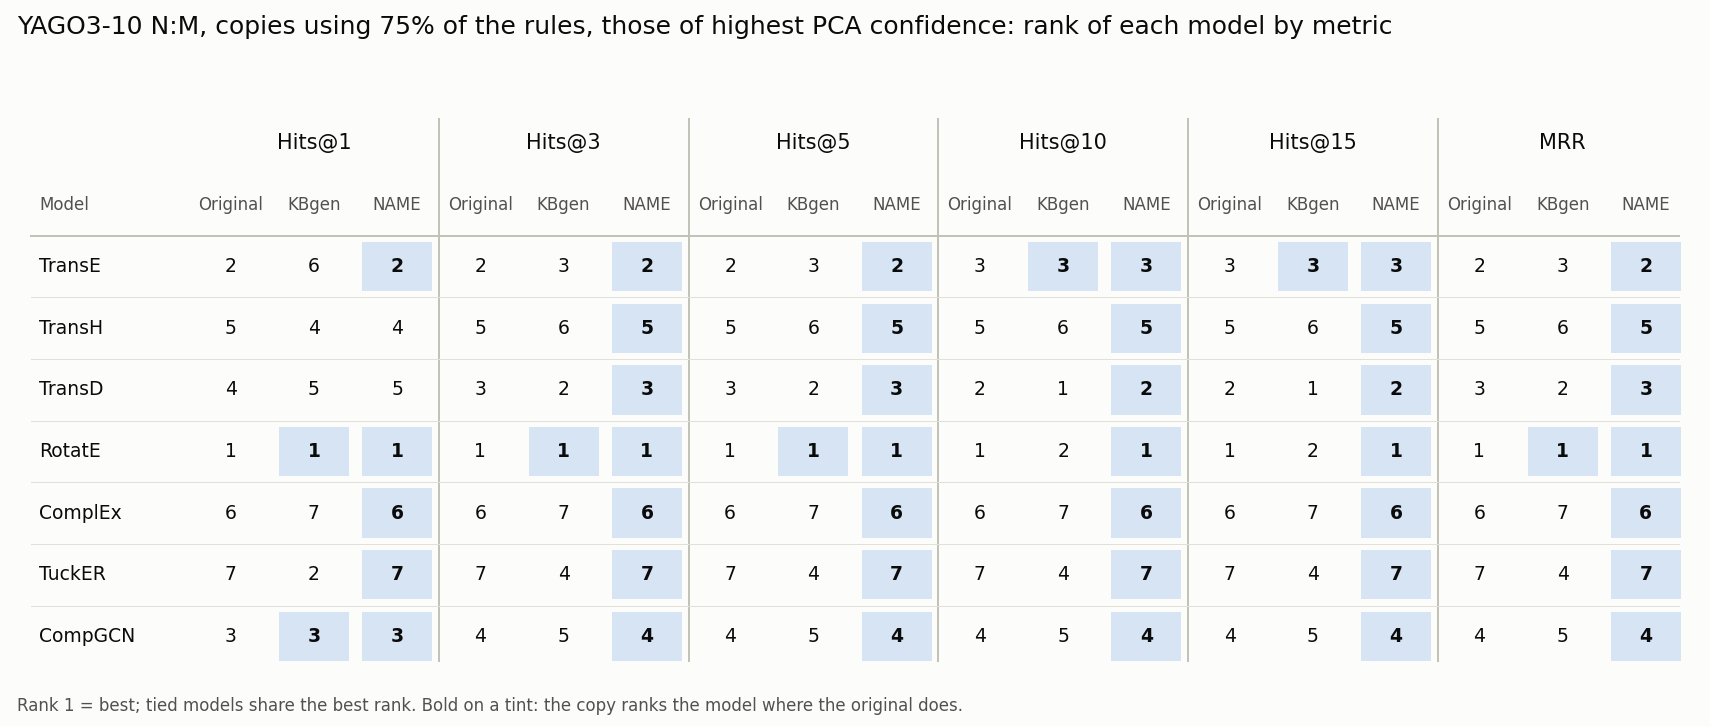 YAGO3-10 N:M, copies using 75% of the rules, those of highest PCA confidence: rank of each model by metric
Hits@1 Hits@3 Hits@5 Hits@10 Hits@15 MRR
Model Original KBgen NAME Original KBgen NAME Original KBgen NAME Original KBgen NAME Original KBgen NAME Original KBgen NAME
TransE 2 6 2 2 3 2 2 3 2 3 3 3 3 3 3 2 3 2
TransH 5 4 4 5 6 5 5 6 5 5 6 5 5 6 5 5 6 5
TransD 4 5 5 3 2 3 3 2 3 2 1 2 2 1 2 3 2 3
RotatE 1 1 1 1 1 1 1 1 1 1 2 1 1 2 1 1 1 1
ComplEx 6 7 6 6 7 6 6 7 6 6 7 6 6 7 6 6 7 6
TuckER 7 2 7 7 4 7 7 4 7 7 4 7 7 4 7 7 4 7
CompGCN 3 3 3 4 5 4 4 5 4 4 5 4 4 5 4 4 5 4
Rank 1 = best; tied models share the best rank. Bold on a tint: the copy ranks the model where the original does.